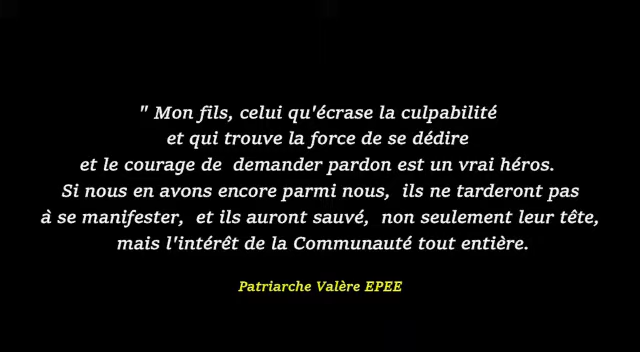 " Mon fils, celui qu'écrase la culpabilité
et qui trouve la force de se dédire
et le courage de  demander pardon est un vrai héros.
Si nous en avons encore parmi nous,  ils ne tarderont pas
à se manifester,  et ils auront sauvé,  non seulement leur tête,
mais l'intérêt de la Communauté tout entière.
Patriarche Valère EPEE